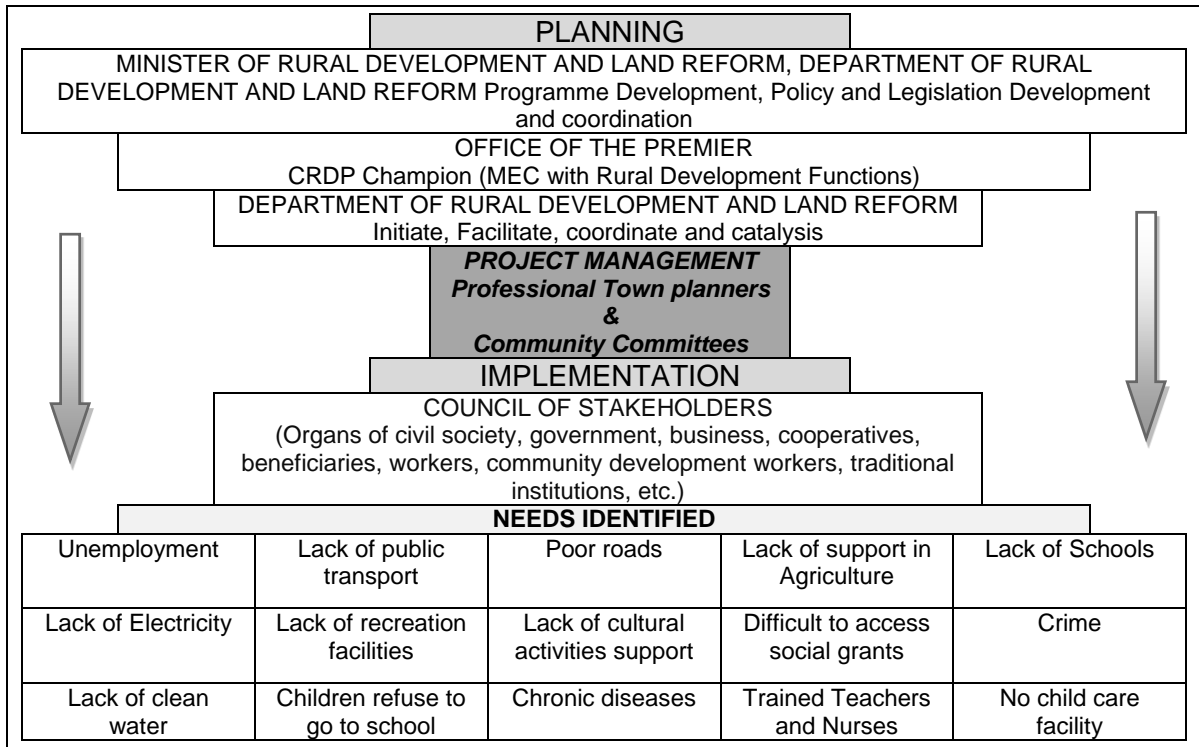 PLANNING
MINISTER OF RURAL DEVELOPMENT AND LAND REFORM, DEPARTMENT OF RURAL
DEVELOPMENT AND LAND REFORM Programme Development, Policy and Legislation Development
and coordination
OFFICE OF THE PREMIER
CRDP Champion (MEC with Rural Development Functions)
DEPARTMENT OF RURAL DEVELOPMENT AND LAND REFORM
Initiate, Facilitate, coordinate and catalysis
PROJECT MANAGEMENT
Professional Town planners
&
Community Committees
IMPLEMENTATION
COUNCIL OF STAKEHOLDERS
(Organs of civil society, government, business, cooperatives,
beneficiaries, workers, community development workers, traditional
institutions, etc.)
NEEDS IDENTIFIED
Unemployment
Lack of public
transport
Poor roads
Lack of support in
Agriculture
Lack of Schools
Lack of Electricity
Lack of recreation
facilities
Lack of cultural
activities support
Difficult to access
social grants
Crime
Lack of clean
water
Children refuse to
go to school
Chronic diseases
Trained Teachers
and Nurses
No child care
facility